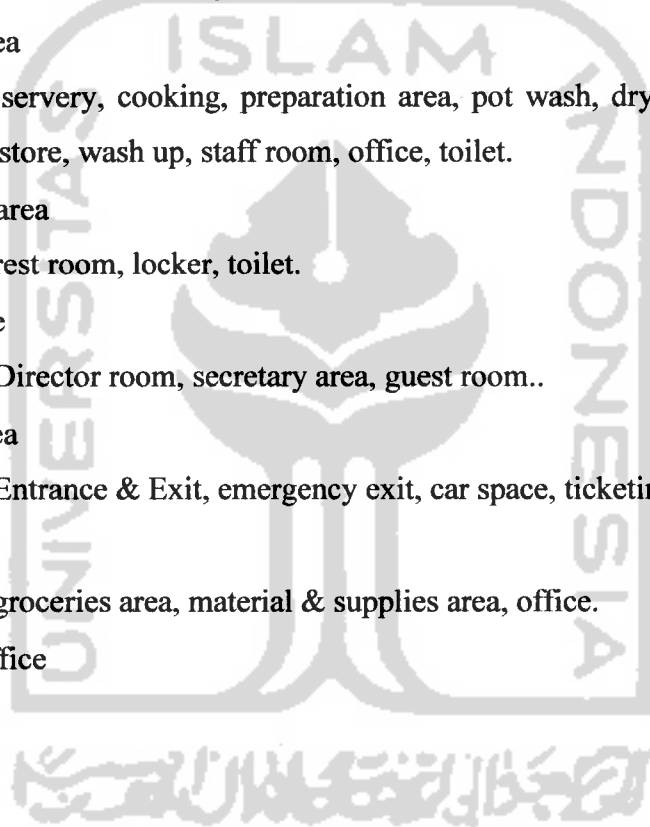 ea
servery, cooking, preparation area, pot wash, dry
store, wash up, staff room, office, toilet.
area
rest room, locker, toilet.
e
Director room, secretary area, guest room..
ea
Entrance & Exit, emergency exit, car space, ticketin
groceries area, material & supplies area, office.
fice
ISLAM
UNIVERSITAS
INDONESIA